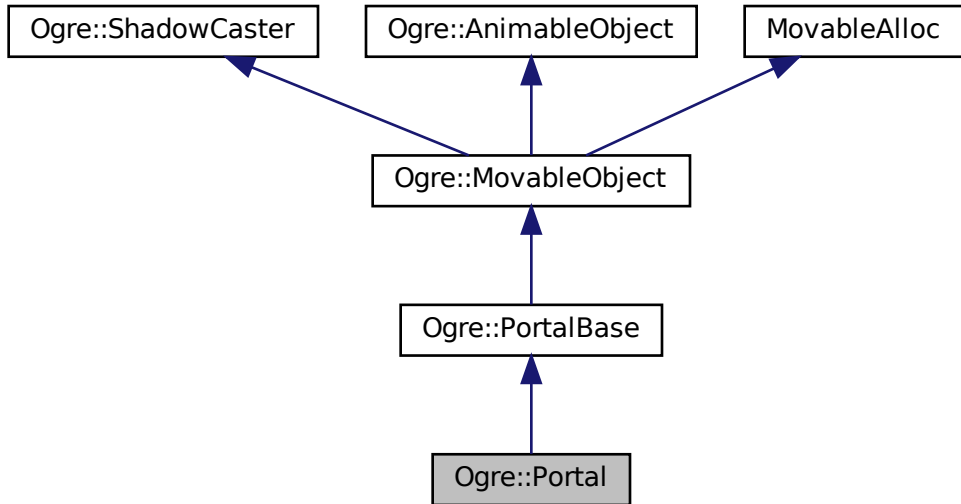 Ogre::ShadowCaster
Ogre::AnimableObject
MovableAlloc
Ogre::MovableObject
Ogre::PortalBase
Ogre::Portal